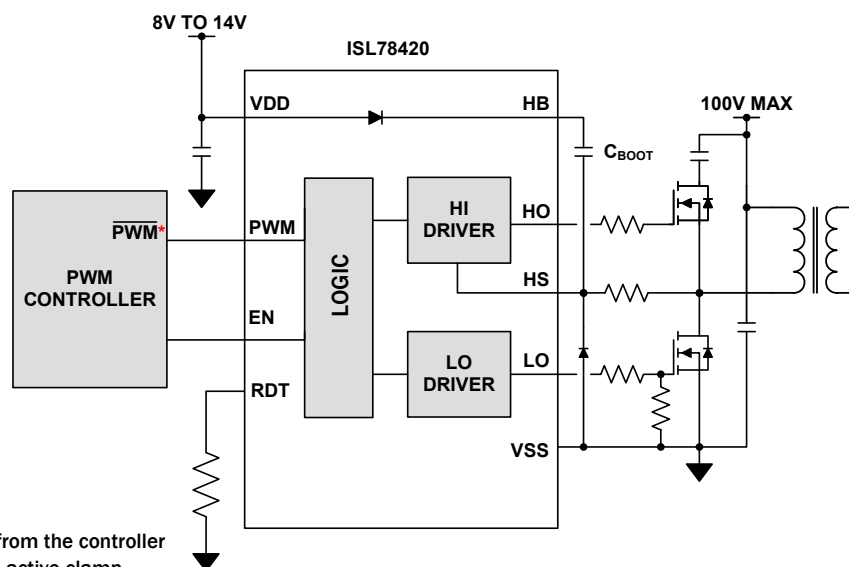 8V TO 14V
ISL78420
VDD
HB
100V MAX
CBOOT
PWM*
PWM
CONTROLLER
PWM
EN
RDT
LOGIC
HI
DRIVER
HO
HS
LO
DRIVER
LO
VSS
from the controller
active clamp